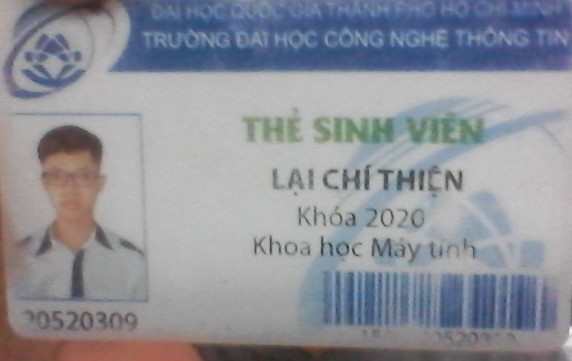 ĐẠI HỌC QUỐC GIA THÀNH PHỐ HỒ CHÍ MINH
TRƯỜNG ĐẠI HỌC CÔNG NGHỆ THÔNG TIN
THẺ SINH VIÊN
LẠI CHÍ THIỆN
Khóa 2020
Khoa học Máy tính
20520309